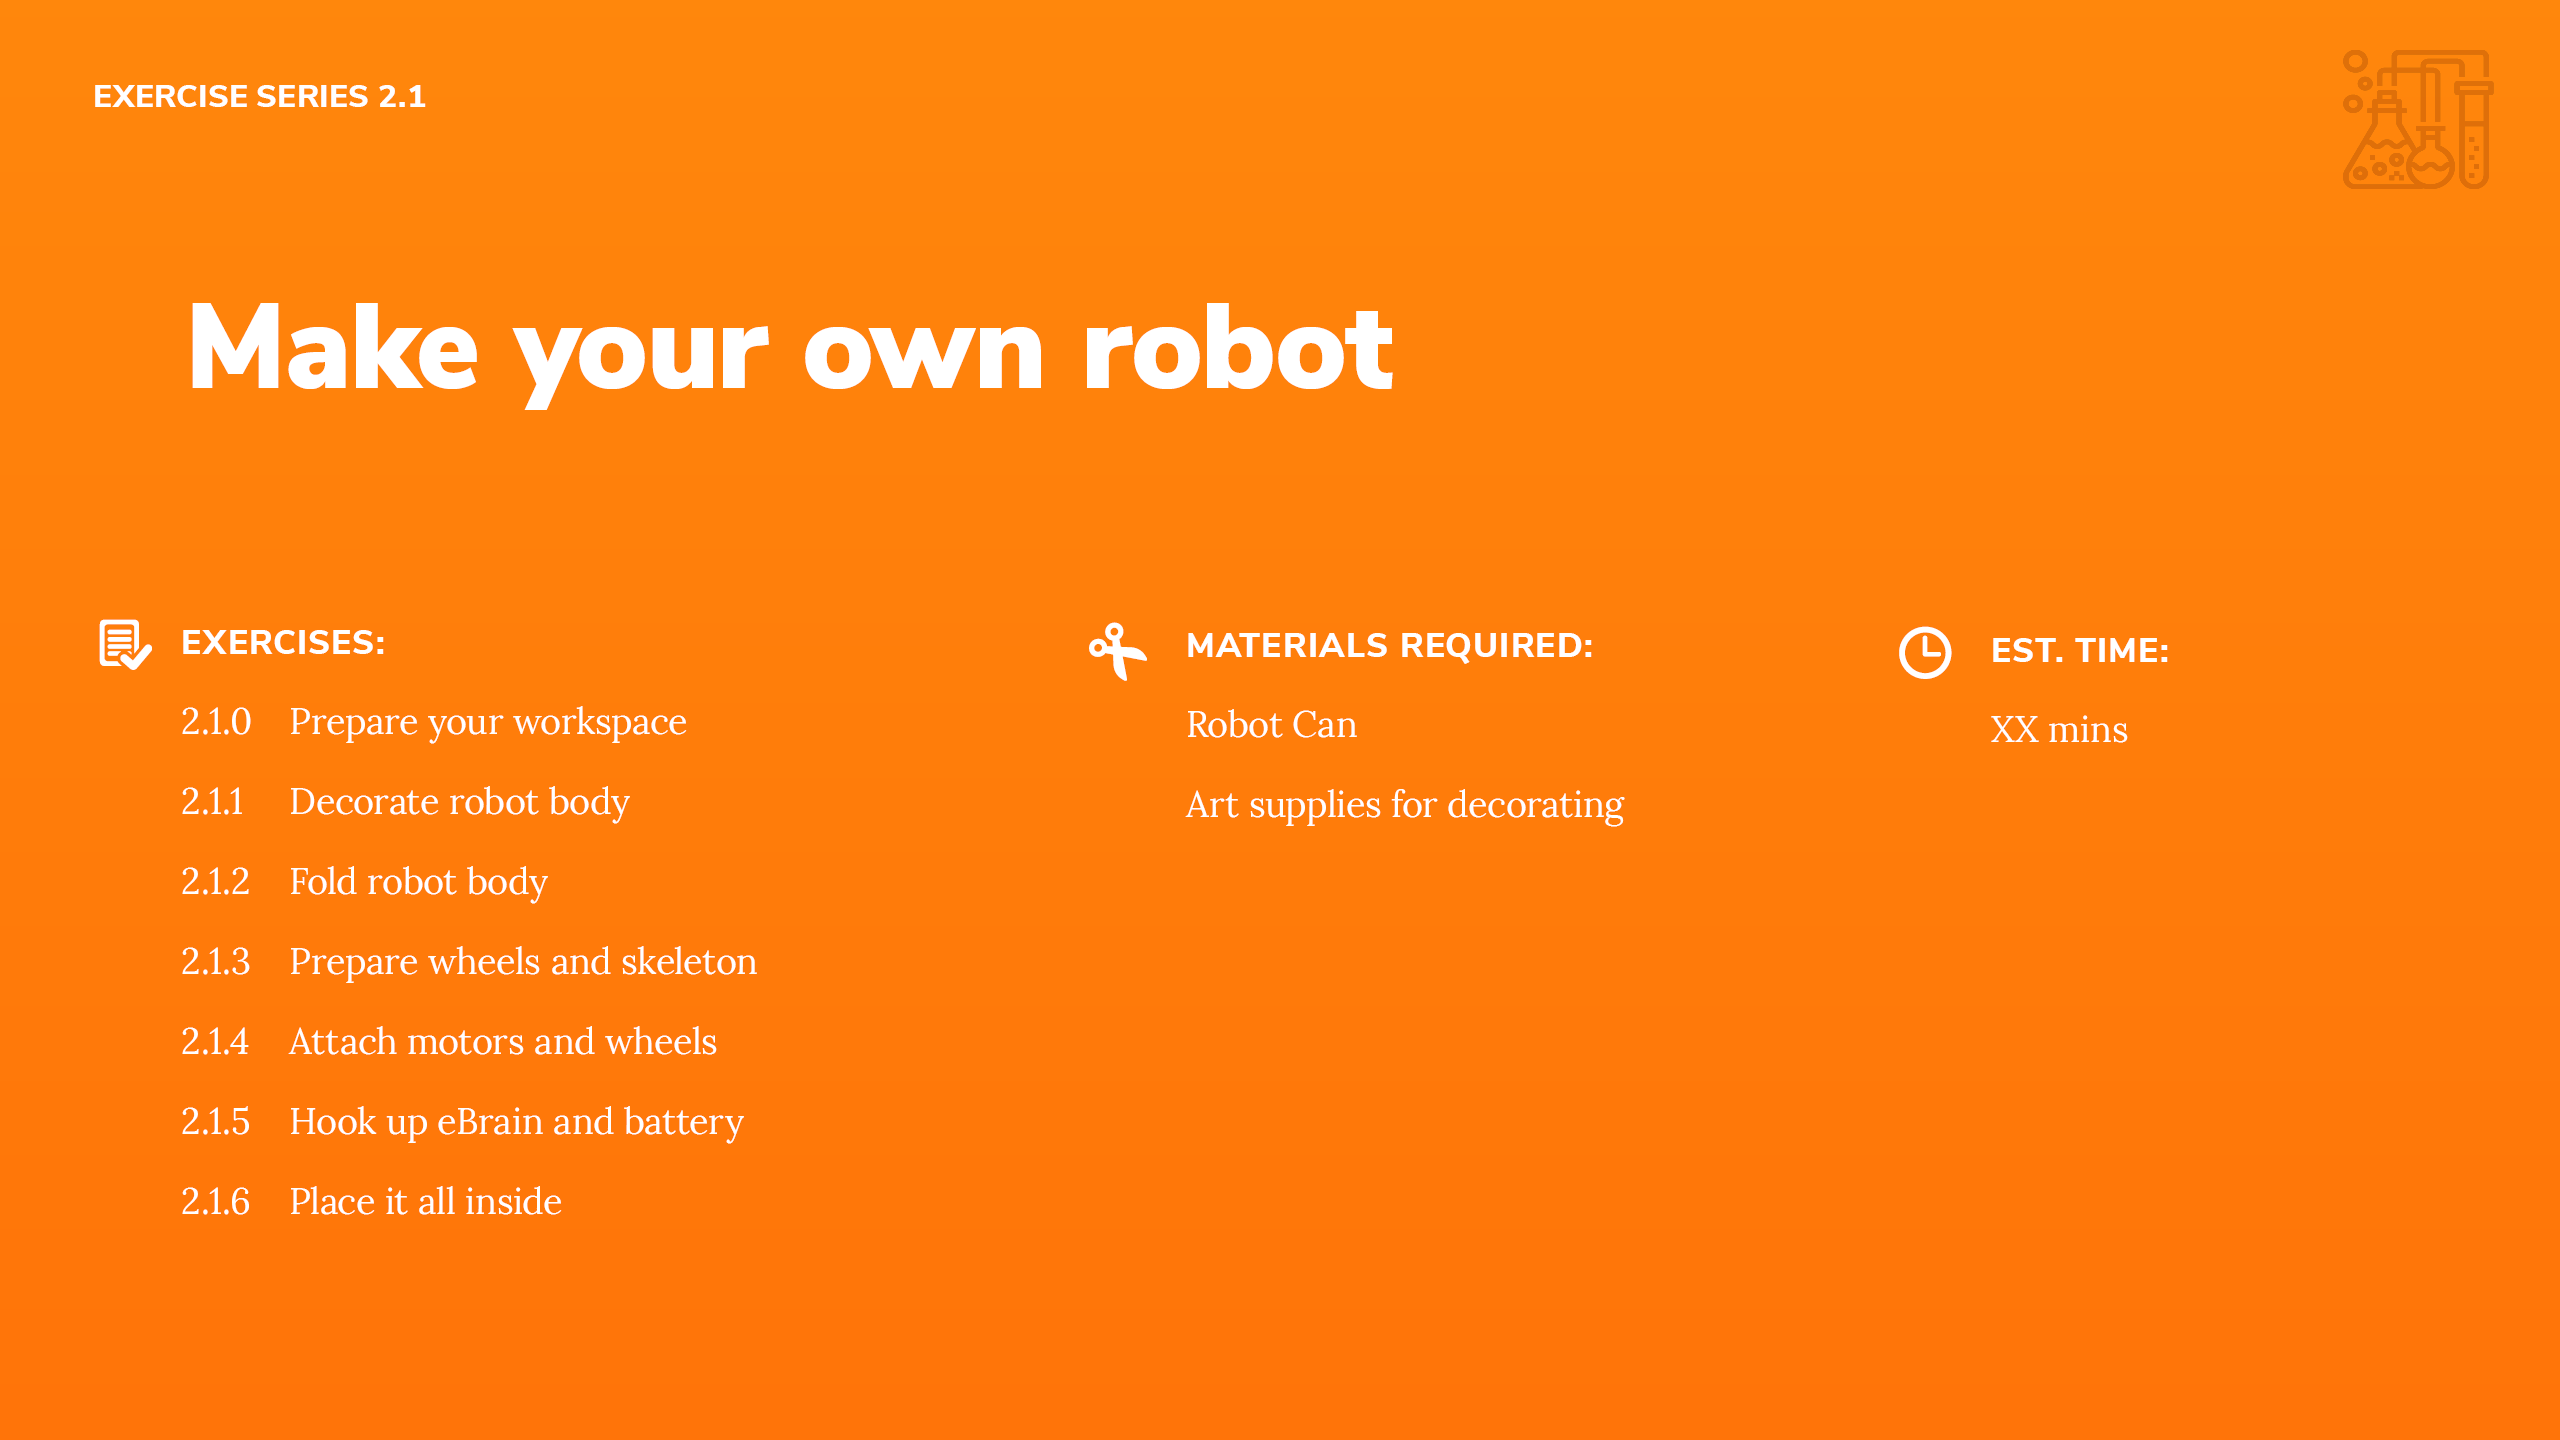 EXERCISE SERIES 2.1
Make your own robot
EXERCISES:
2.1.0 Prepare your workspace
2.1.1 Decorate robot body
2.1.2 Fold robot body
2.1.3 Prepare wheels and skeleton
2.1.4 Attach motors and wheels
2.1.5 Hook up eBrain and battery
2.1.6 Place it all inside
MATERIALS REQUIRED:
Robot Can
Art supplies for decorating
EST. TIME:
XX mins